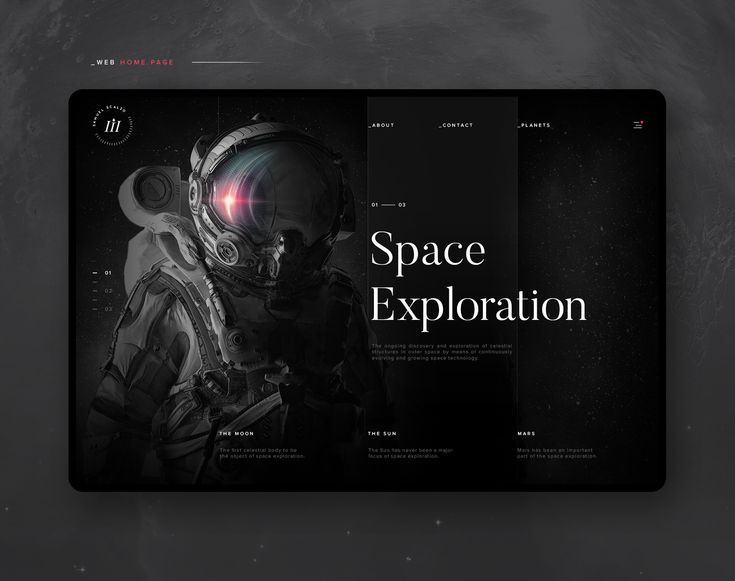 _WEB HOME.PAGE
SAMUEL SCALZO
_ABOUT
_CONTACT
_PLANETS
01 03
Space
Exploration
01
02
03
The ongoing discovery and exploration of celestial
structures in outer space by means of continuously
evolving and growing space technology.
THE MOON
The first celestial body to be
the object of space exploration.
THE SUN
The Sun has never been a major
focus of space exploration.
MARS
Mars has been an important
part of the space exploration.